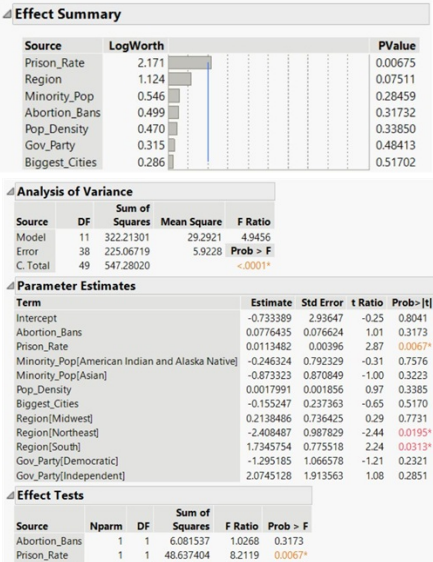 Effect Summary
Source LogWorth PValue
Prison_Rate 2.171 0.00675
Region 1.124 0.07511
Minority_Pop 0.546 0.28459
Abortion_Bans 0.499 0.31732
Pop_Density 0.470 0.33850
Gov_Party 0.315 0.48413
Biggest_Cities 0.286 0.51702
Analysis of Variance
Source DF Sum of Squares Mean Square F Ratio
Model 11 322.21301 29.2921 4.9456
Error 38 225.06719 5.9228 Prob > F
C. Total 49 547.28020 <.0001*
Parameter Estimates
Term Estimate Std Error t Ratio Prob>|t|
Intercept -0.733389 2.93647 -0.25 0.8041
Abortion_Bans 0.0776435 0.076624 1.01 0.3173
Prison_Rate 0.0113482 0.00396 2.87 0.0067*
Minority_Pop[American Indian and Alaska Native] -0.246324 0.792329 -0.31 0.7576
Minority_Pop[Asian] -0.873323 0.870849 -1.00 0.3223
Pop_Density 0.0017991 0.001856 0.97 0.3385
Biggest_Cities -0.155247 0.237363 -0.65 0.5170
Region[Midwest] 0.2138486 0.736425 0.29 0.7731
Region[Northeast] -2.408487 0.987829 -2.44 0.0195*
Region[South] 1.7345754 0.775518 2.24 0.0313*
Gov_Party[Democratic] -1.295185 1.066578 -1.21 0.2321
Gov_Party[Independent] 2.0745128 1.913563 1.08 0.2851
Effect Tests
Source Nparm DF Sum of Squares F Ratio Prob > F
Abortion_Bans 1 1 6.081537 1.0268 0.3173
Prison_Rate 1 1 48.637404 8.2119 0.0067*